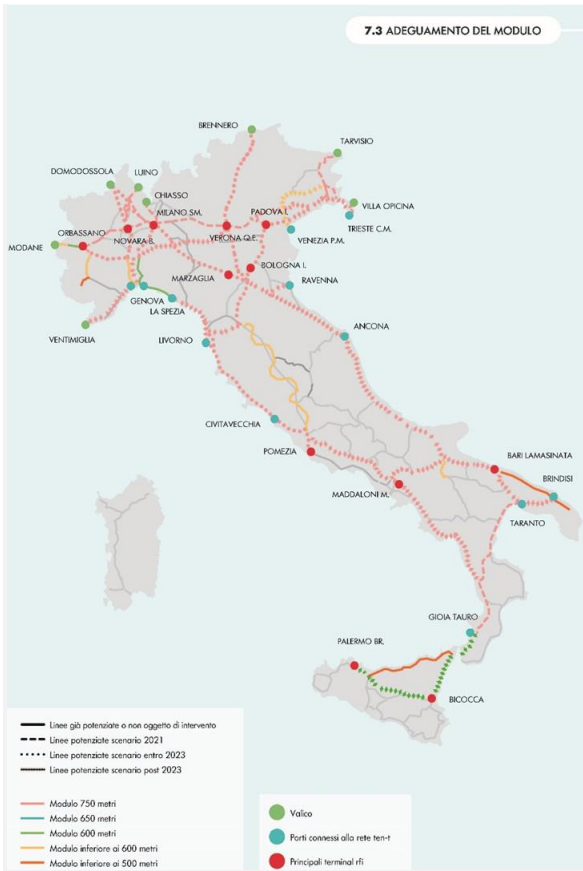 7.3 ADEGUAMENTO DEL MODULO
BRENNERO
TARVISIO
DOMODOSSOLA
LUINO
CHIASSO
MILANO SM.
PADOVA I.
VILLA OPICINA
ORBASSANO
TRIESTE C.M.
NOVARA B.
VERONA Q.E.
VENEZIA P.M.
MODANE
BOLOGNA I.
MARZAGLIA
RAVENNA
GENOVA
LA SPEZIA
ANCONA
VENTIMIGLIA
LIVORNO
CIVITAVECCHIA
POMEZIA
BARI LAMASINATA
BRINDISI
MADDALONI M.
TARANTO
GIOIA TAURO
PALERMO BR.
BICOCCA
Linee già potenziate o non oggetto di intervento
Linee potenziate scenario 2021
Linee potenziate scenario entro 2023
Linee potenziate scenario post 2023
Modulo 750 metri
Modulo 650 metri
Modulo 600 metri
Modulo inferiore ai 600 metri
Modulo inferiore ai 500 metri
Valico
Porti connessi alla rete ten-t
Principali terminal rfi